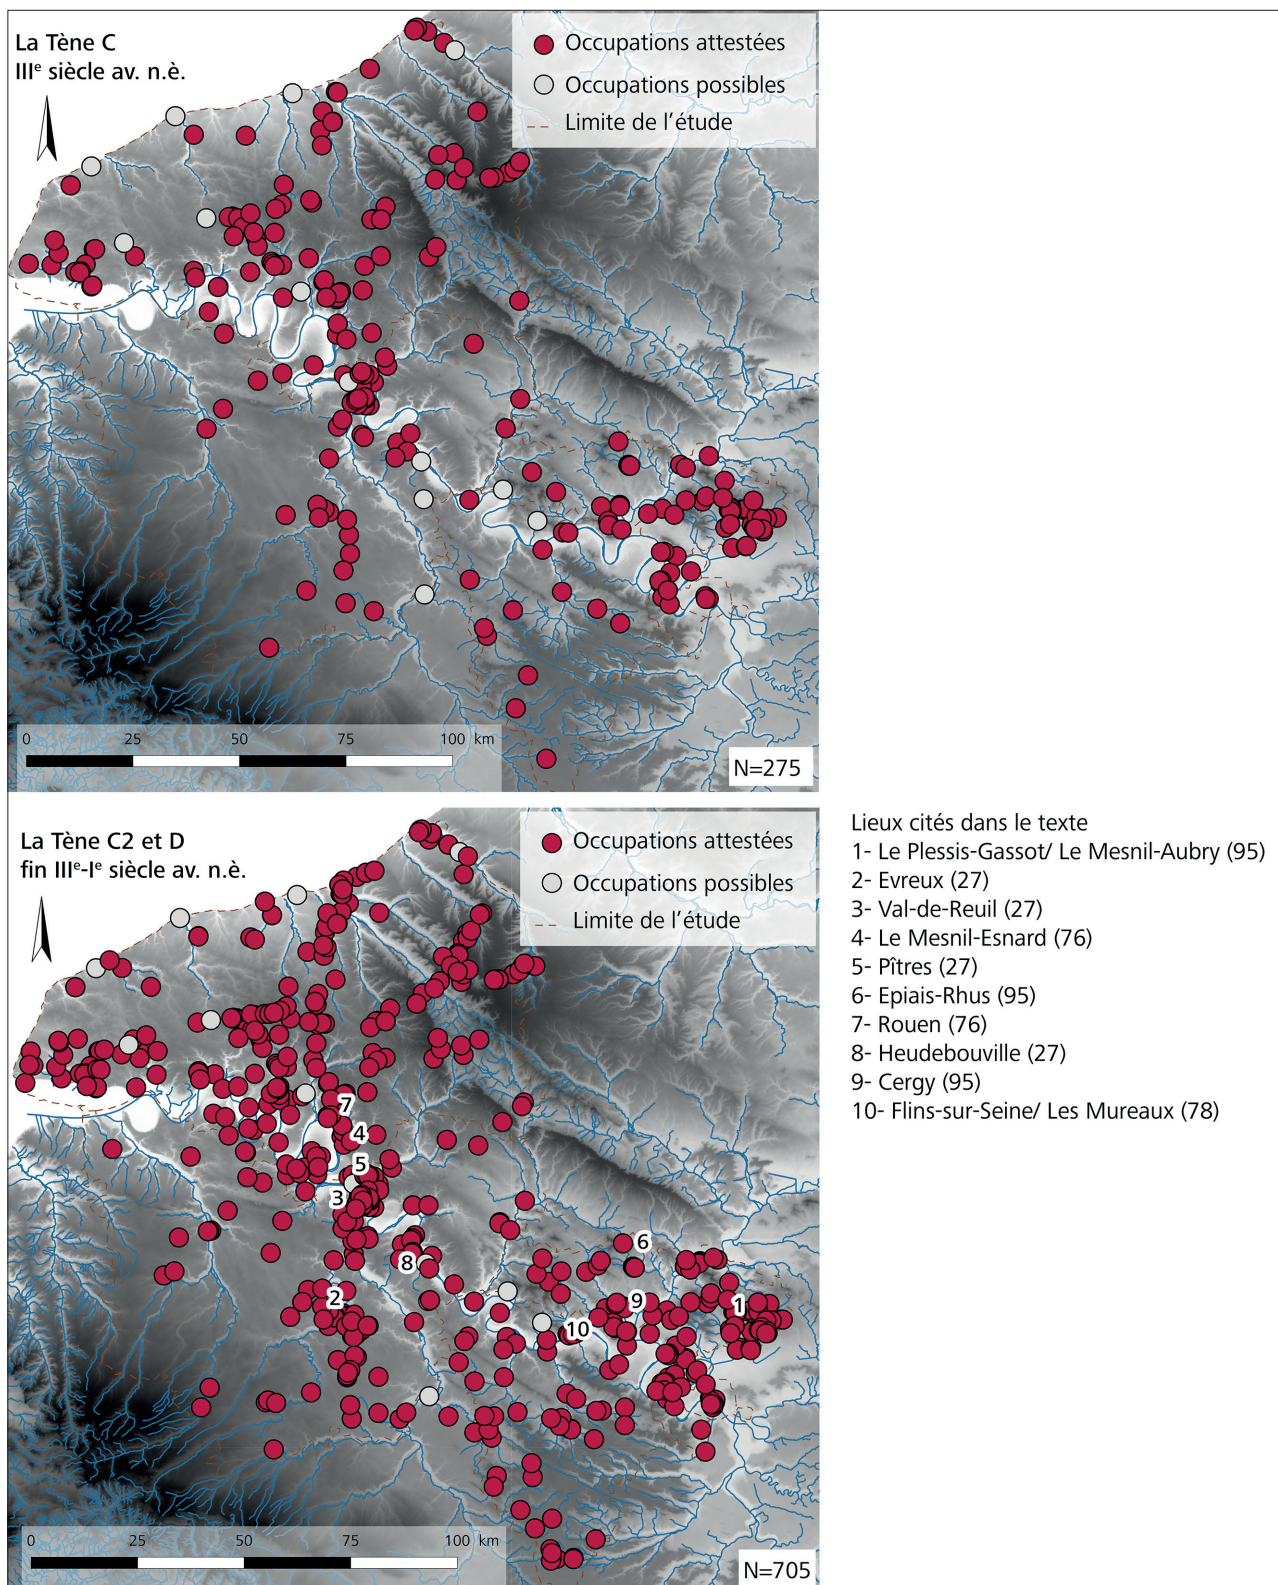 La Tène C
IIIe siècle av. n.è.
Occupations attestées
Occupations possibles
Limite de l'étude
0 25 50 75 100 km
N=275
La Tène C2 et D
fin IIIe-Ie siècle av. n.è.
Occupations attestées
Occupations possibles
Limite de l'étude
7
4
5
3
8
6
2
9
1
10
0 25 50 75 100 km
N=705
Lieux cités dans le texte
1- Le Plessis-Gassot/ Le Mesnil-Aubry (95)
2- Evreux (27)
3- Val-de-Reuil (27)
4- Le Mesnil-Esnard (76)
5- Pîtres (27)
6- Epiais-Rhus (95)
7- Rouen (76)
8- Heudebouville (27)
9- Cergy (95)
10- Flins-sur-Seine/ Les Mureaux (78)